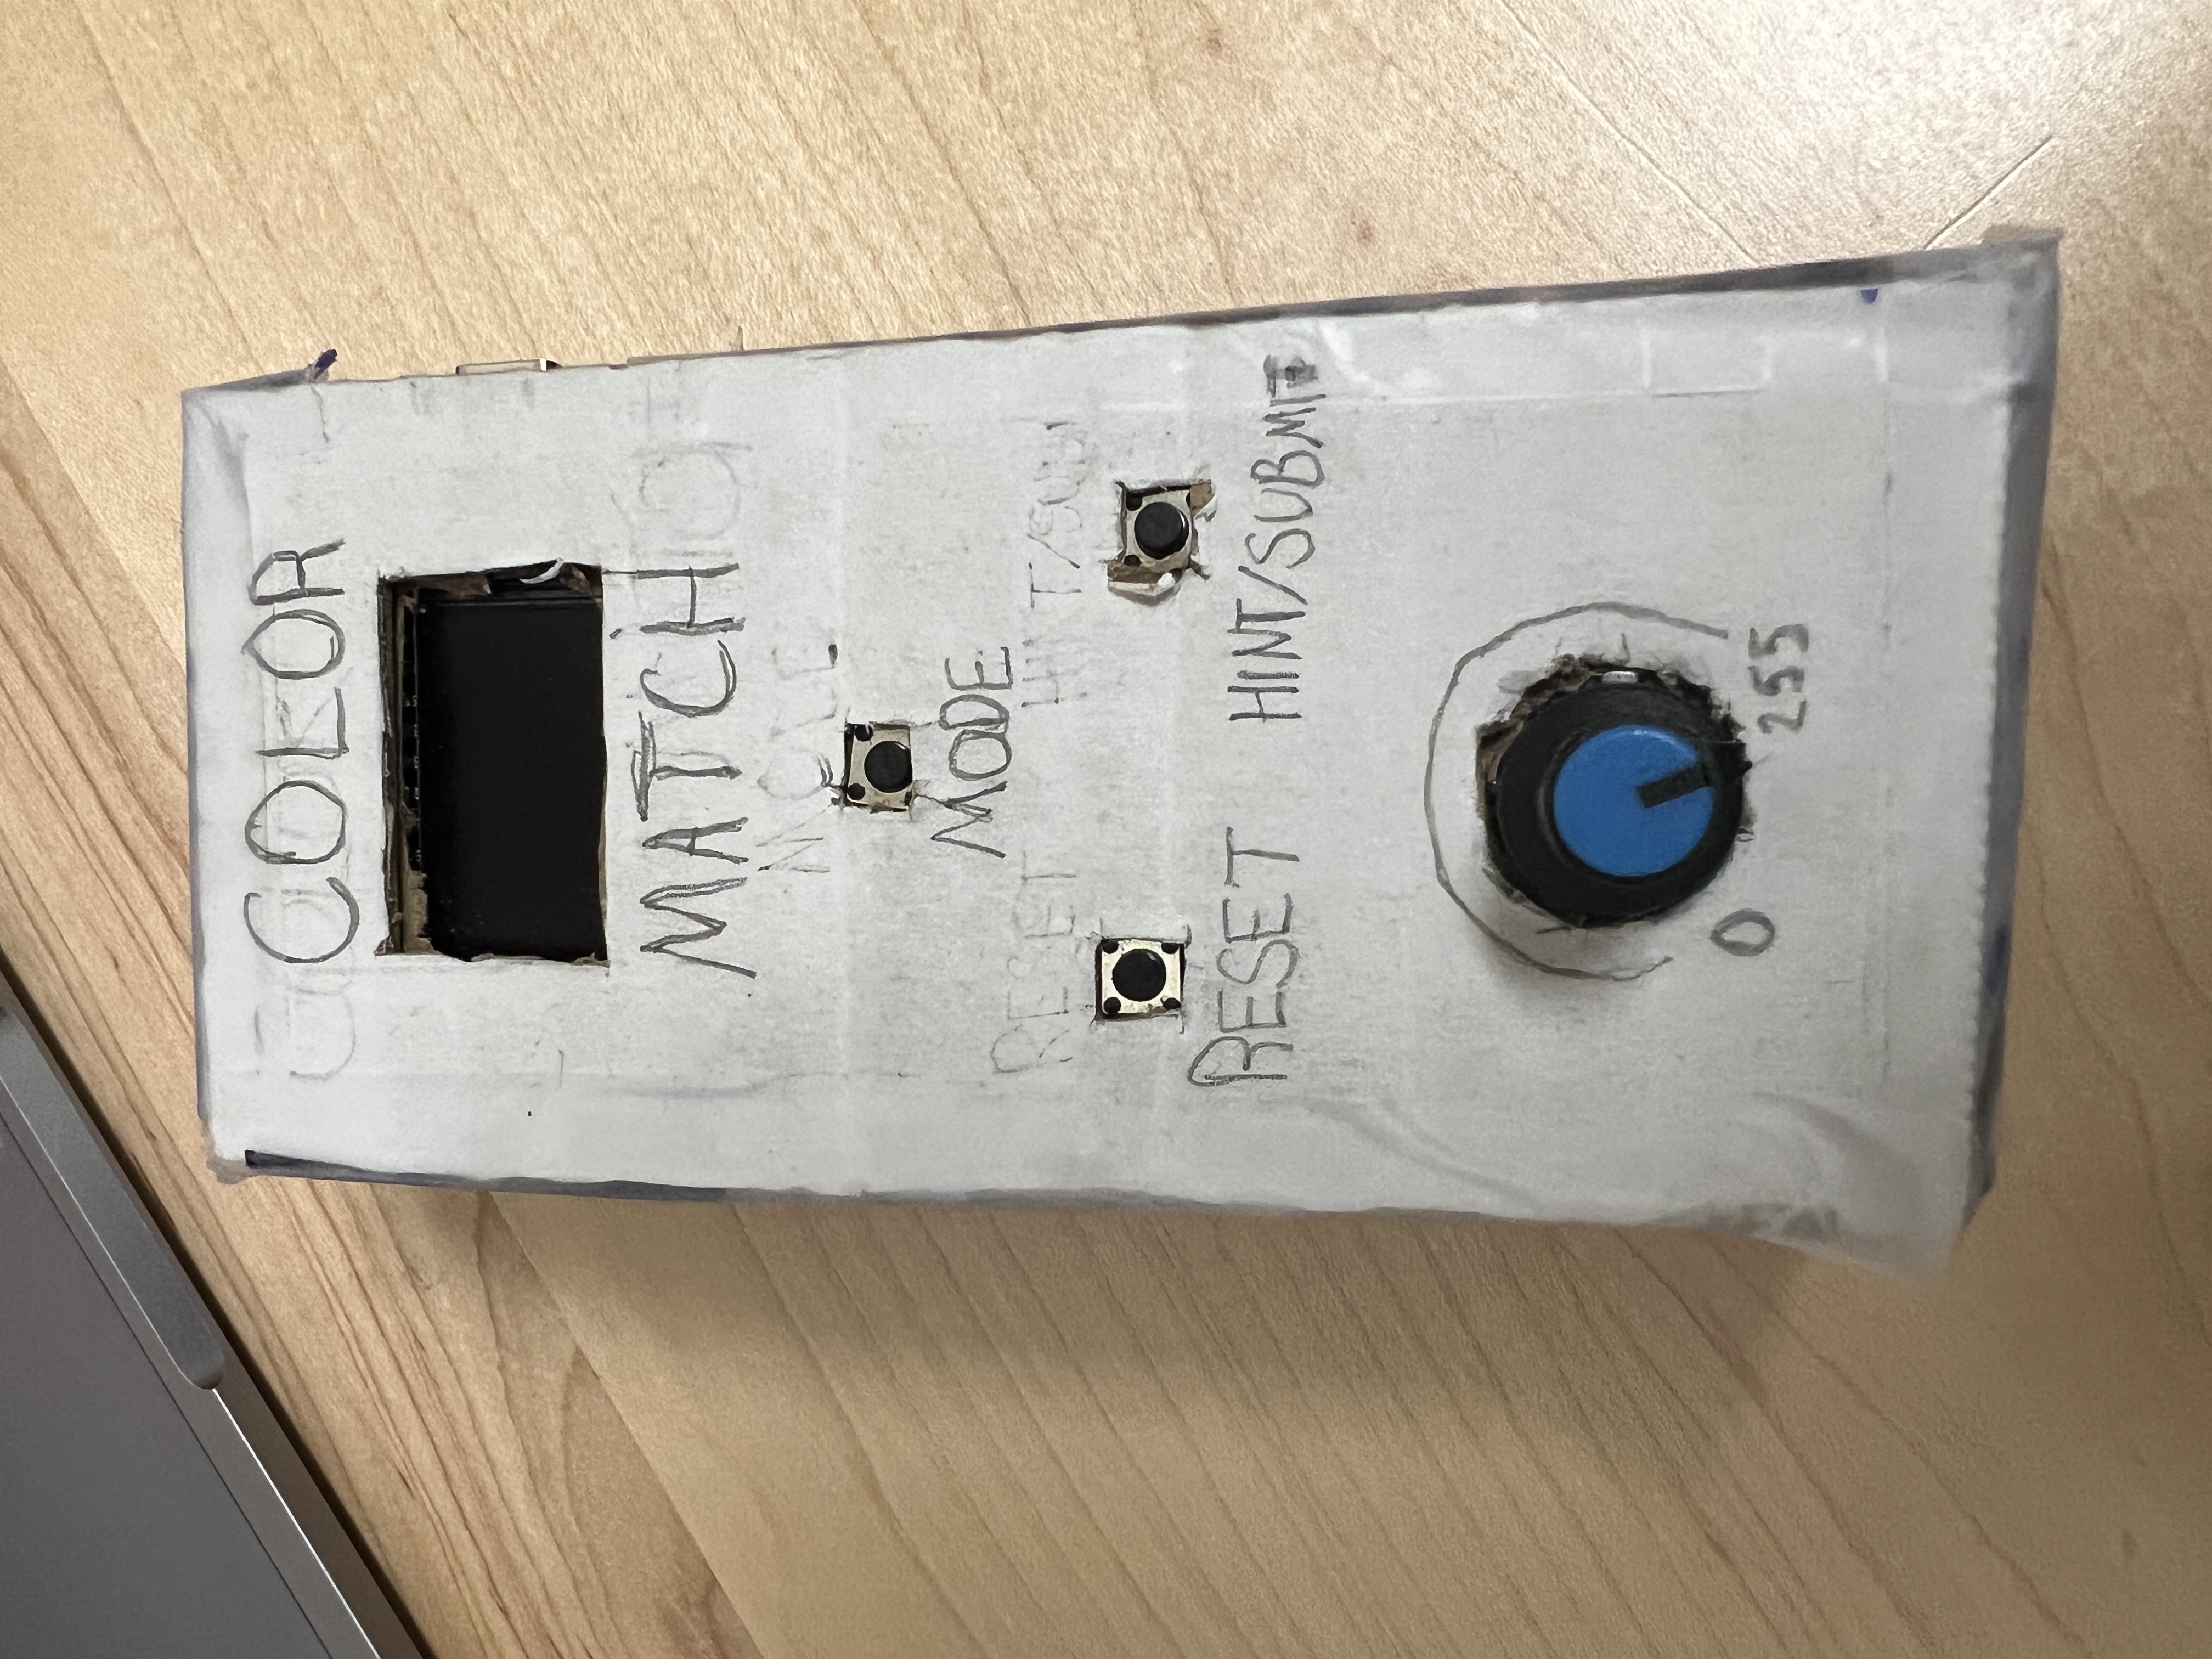 COLOR
MATCH
MODE
RESET HINT/SUBMIT
0 255